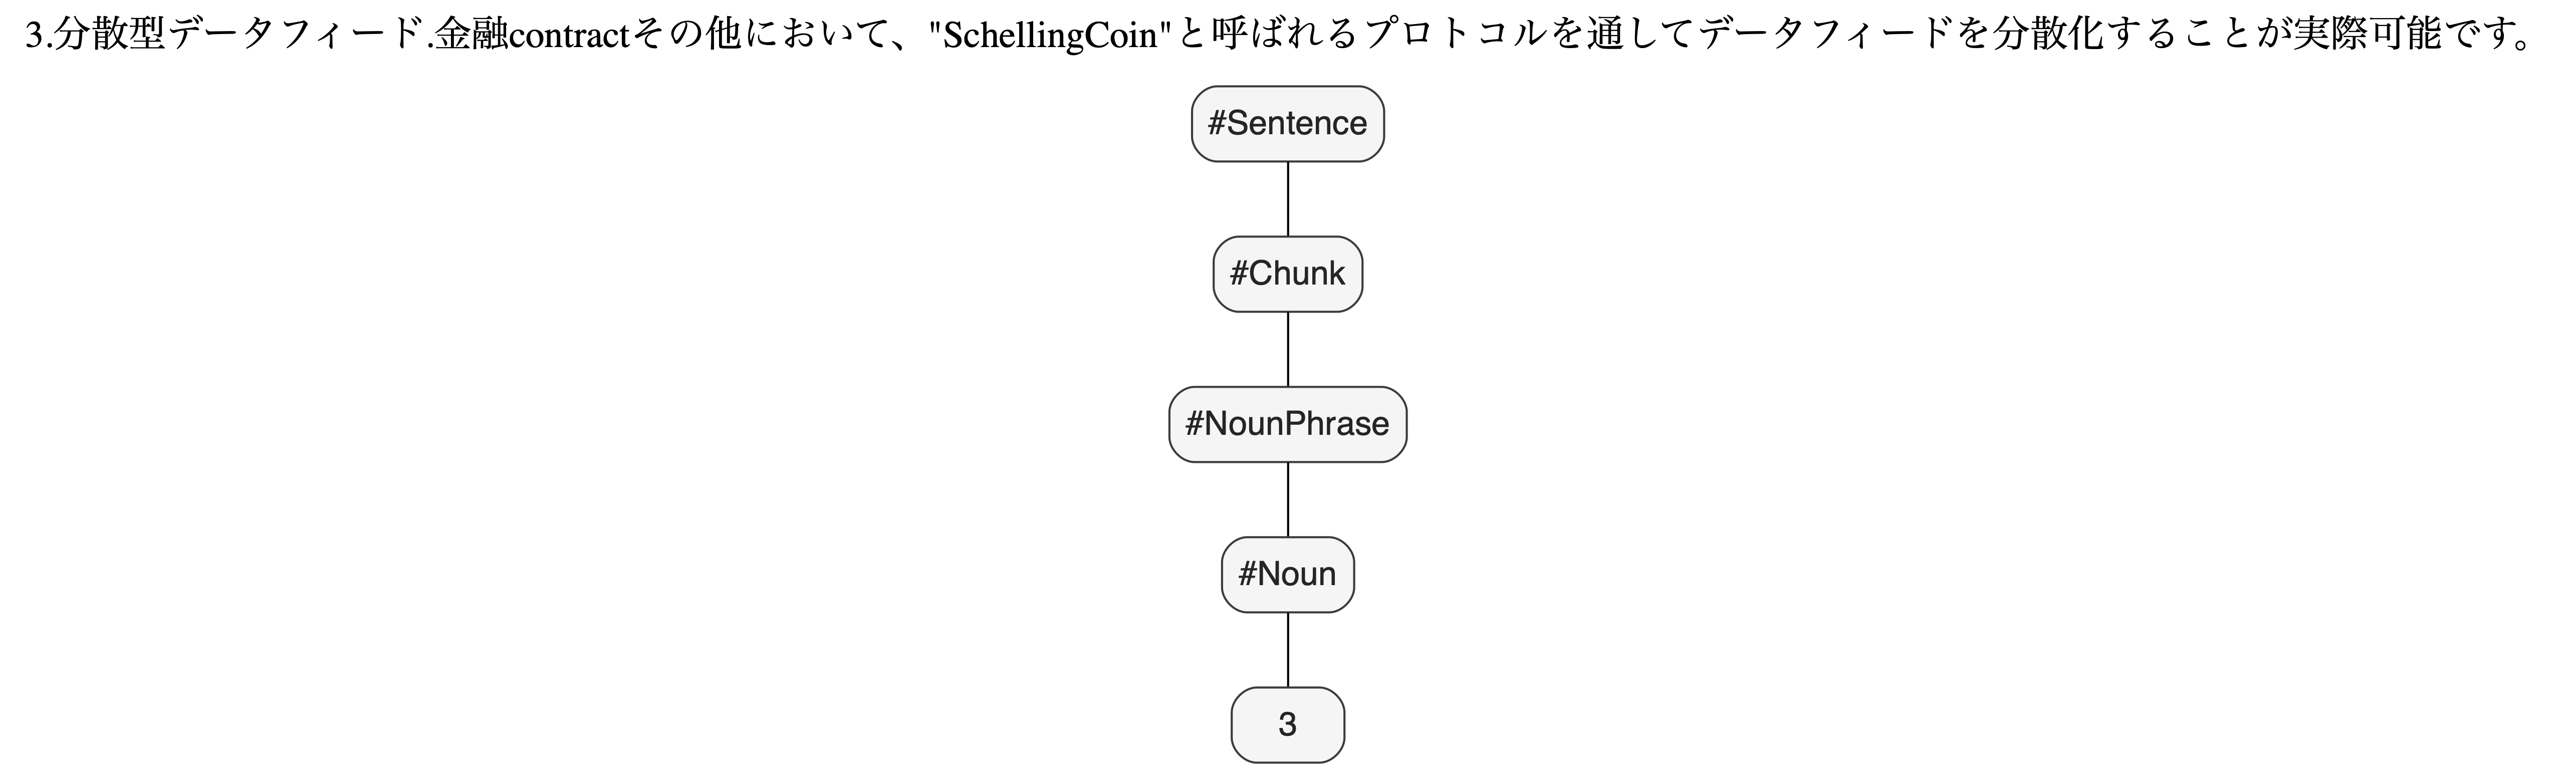 3.分散型データフィード.金融contractその他において、"SchellingCoin"と呼ばれるプロトコルを通してデータフィードを分散化することが実際可能です。
#Sentence
#Chunk
#NounPhrase
#Noun
3